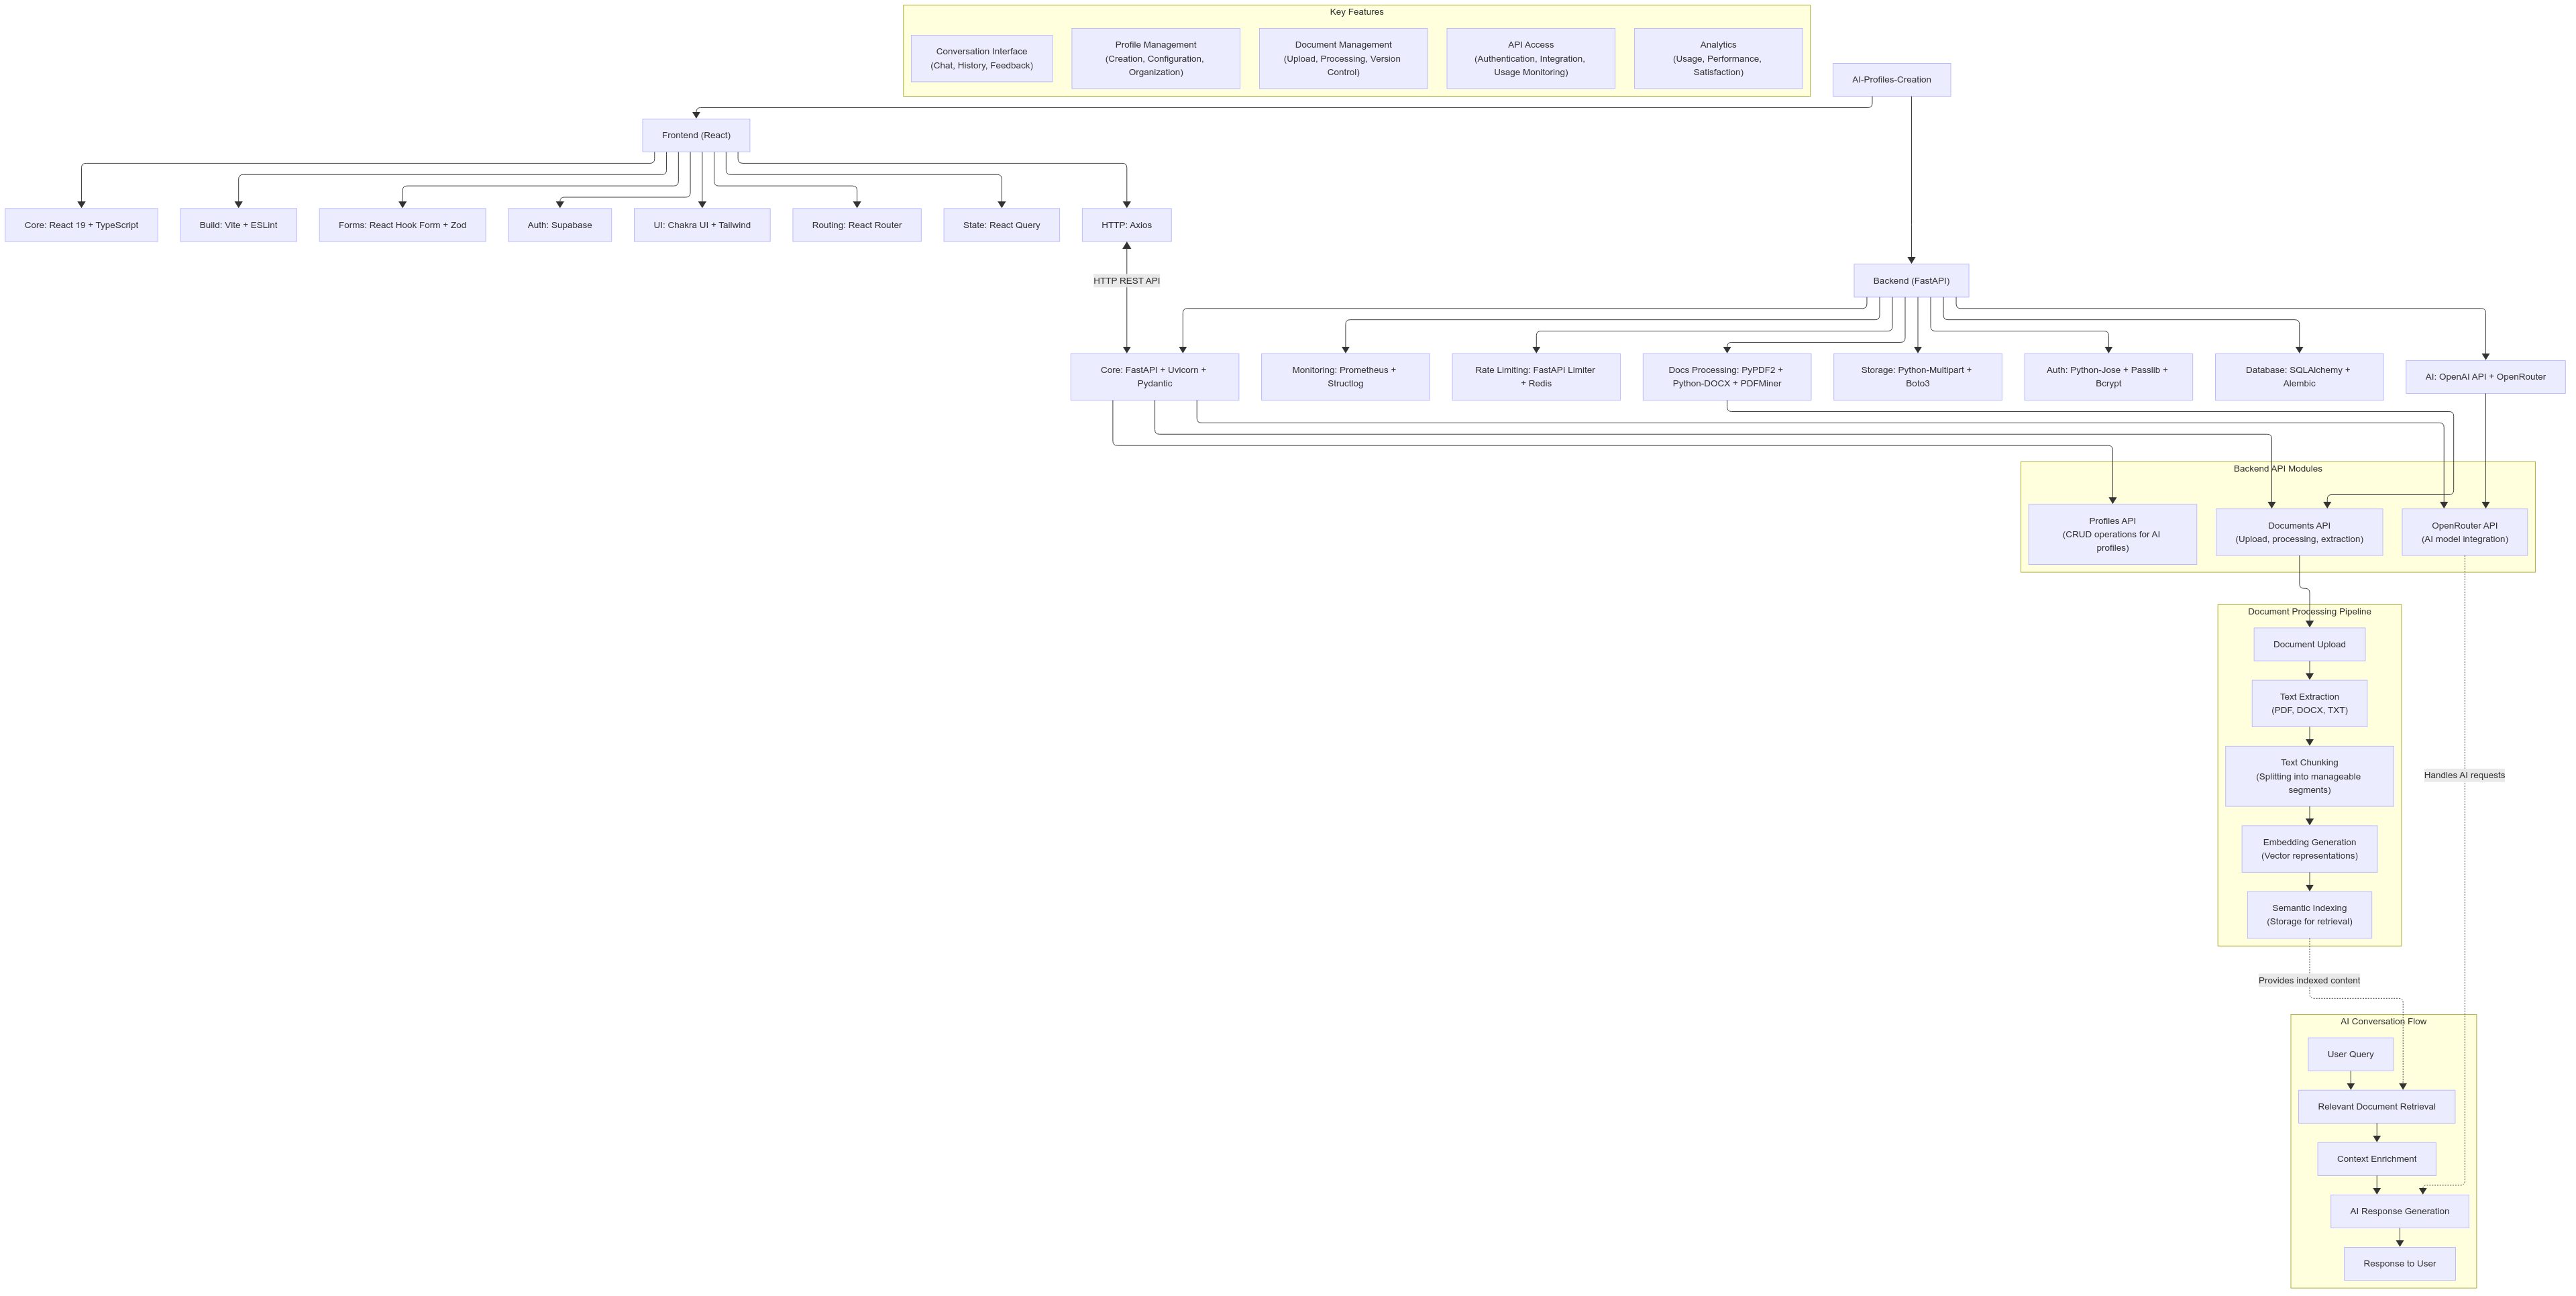 Key Features
Conversation Interface
(Chat, History, Feedback)
Profile Management
(Creation, Configuration,
Organization)
Document Management
(Upload, Processing, Version
Control)
API Access
(Authentication, Integration,
Usage Monitoring)
Analytics
(Usage, Performance,
Satisfaction)
AI-Profiles-Creation
Frontend (React)
Core: React 19 + TypeScript
Build: Vite + ESLint
Forms: React Hook Form + Zod
Auth: Supabase
UI: Chakra UI + Tailwind
Routing: React Router
State: React Query
HTTP: Axios
HTTP REST API
Backend (FastAPI)
Core: FastAPI + Uvicorn +
Pydantic
Monitoring: Prometheus +
Structlog
Rate Limiting: FastAPI Limiter
+ Redis
Docs Processing: PyPDF2 +
Python-DOCX + PDFMiner
Storage: Python-Multipart +
Boto3
Auth: Python-Jose + Passlib +
Bcrypt
Database: SQLAlchemy +
Alembic
AI: OpenAI API + OpenRouter
Backend API Modules
Profiles API
(CRUD operations for AI
profiles)
Documents API
(Upload, processing, extraction)
OpenRouter API
(AI model integration)
Document Processing Pipeline
Document Upload
Text Extraction
(PDF, DOCX, TXT)
Text Chunking
(Splitting into manageable
segments)
Handles AI requests
Embedding Generation
(Vector representations)
Semantic Indexing
(Storage for retrieval)
Provides indexed content
AI Conversation Flow
User Query
Relevant Document Retrieval
Context Enrichment
AI Response Generation
Response to User